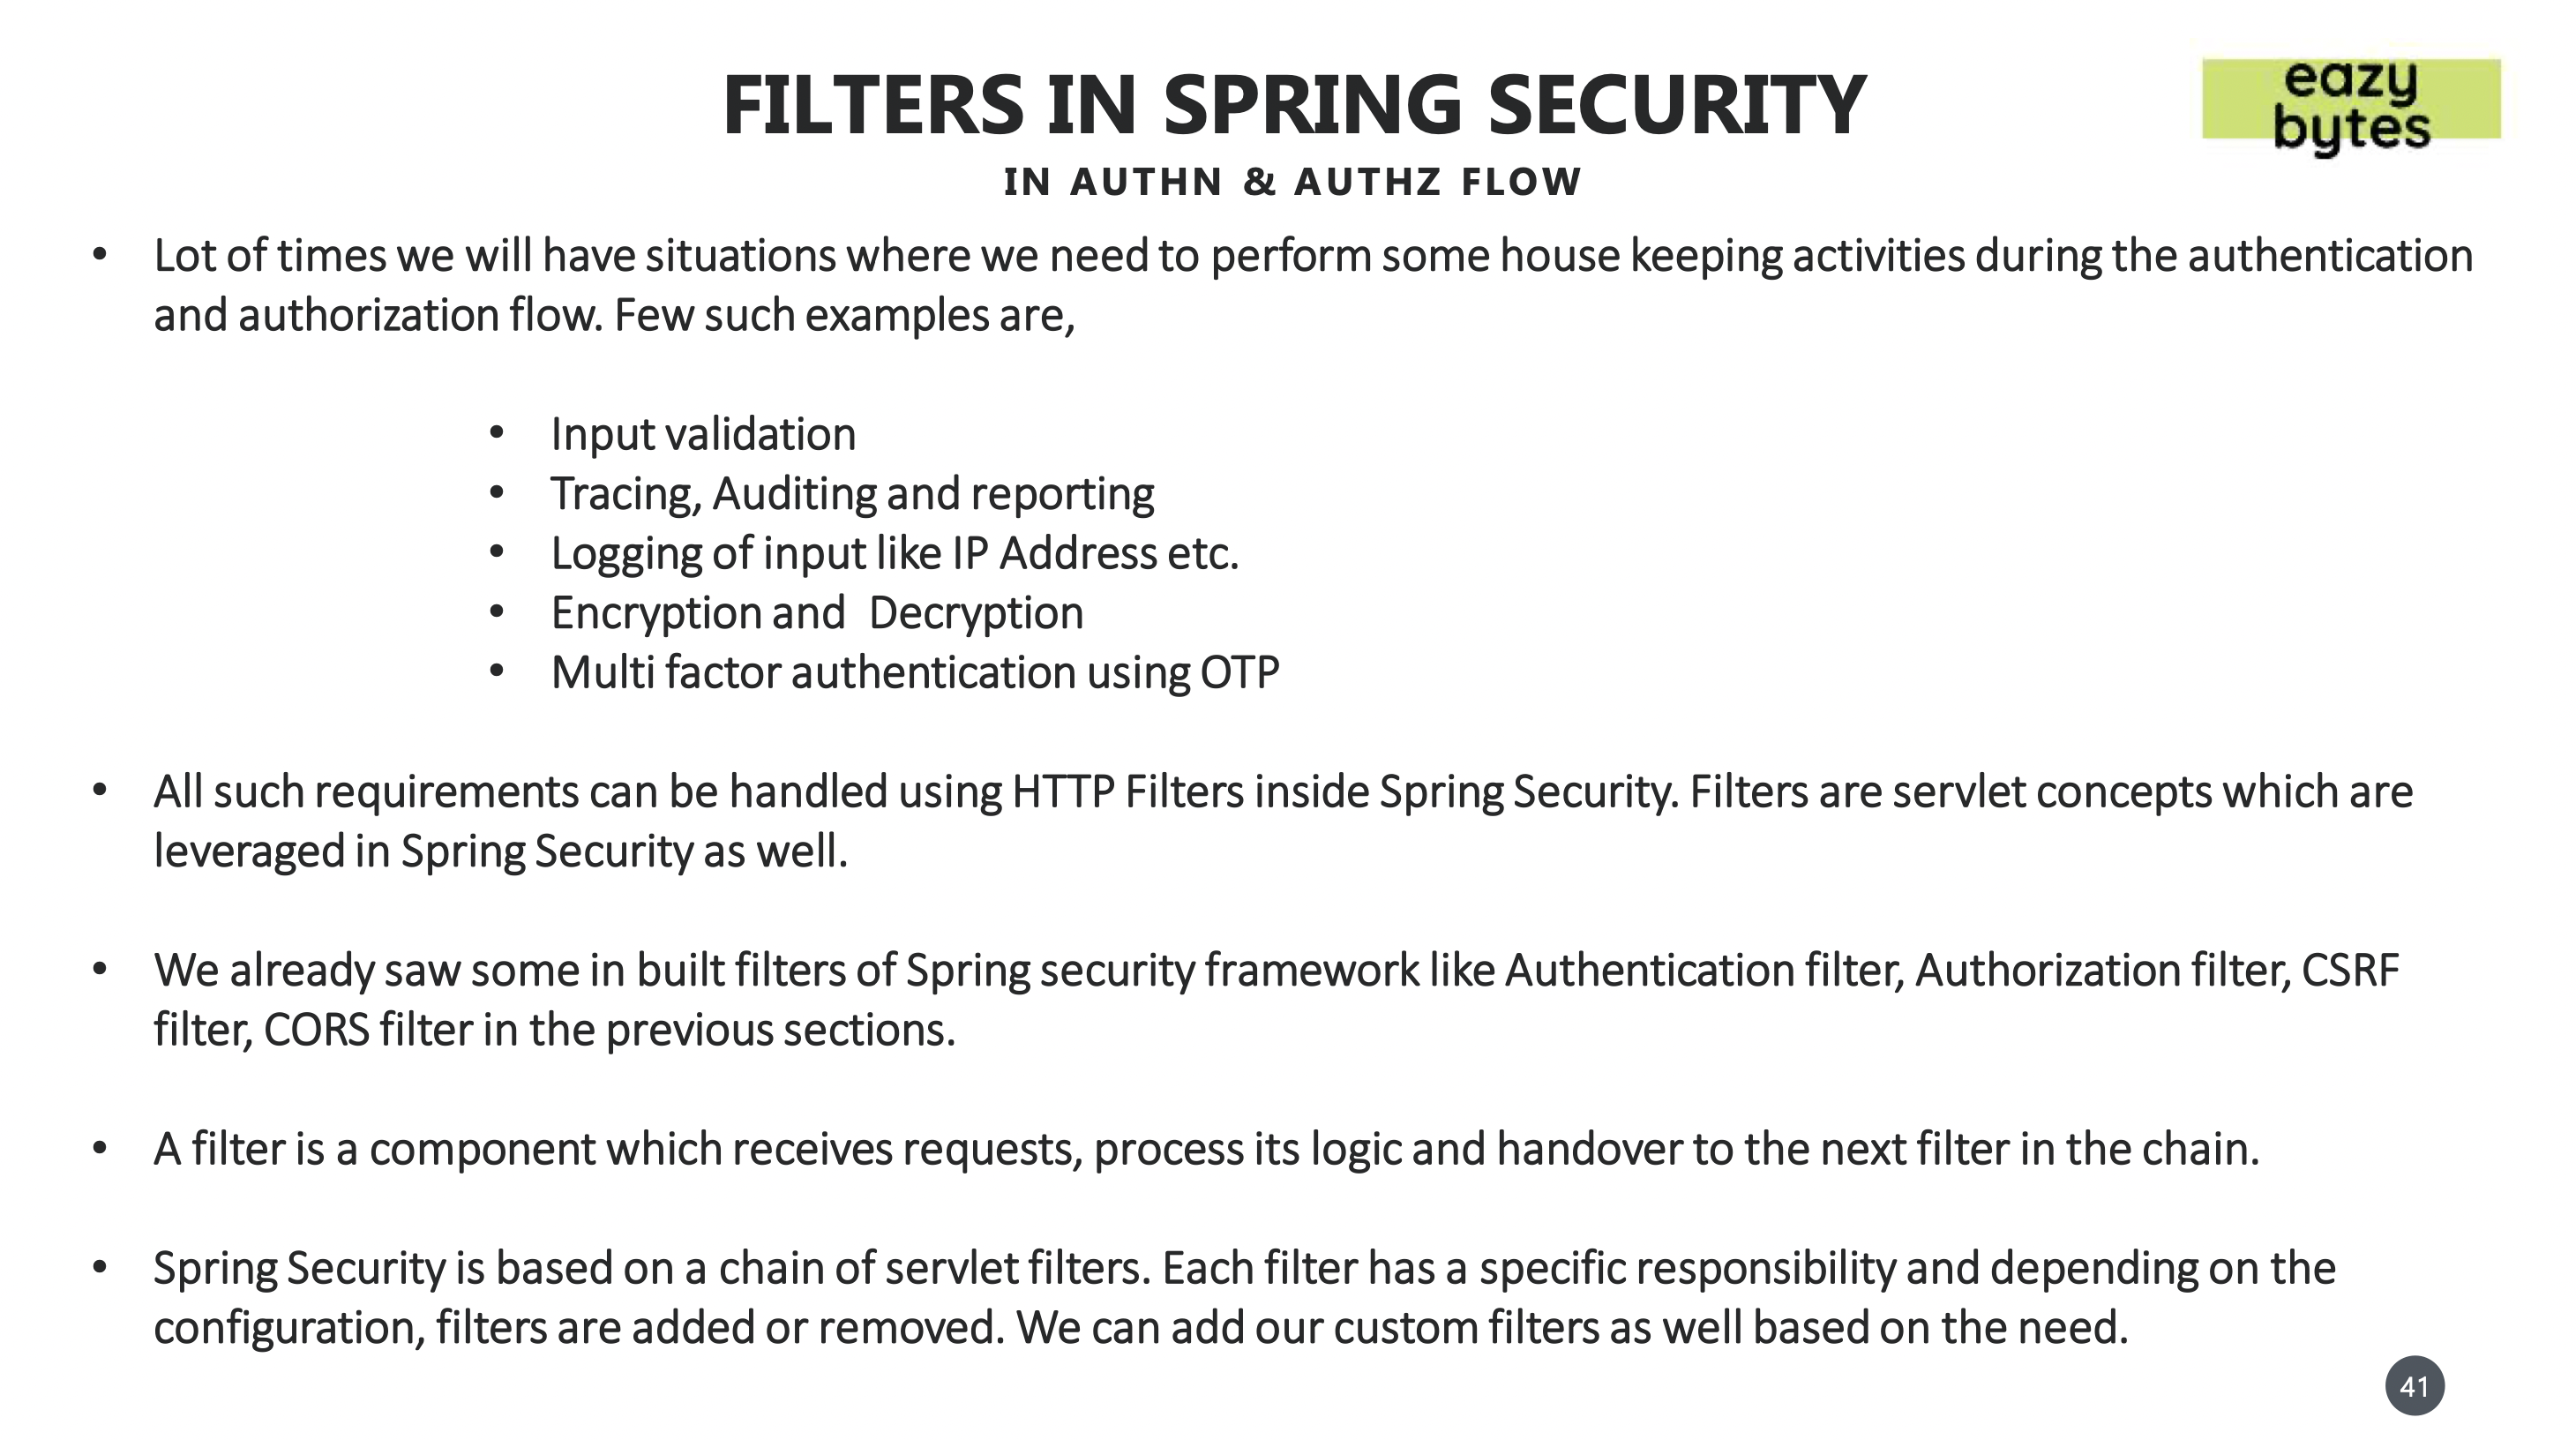 FILTERS IN SPRING SECURITY
eazy
bytes
IN AUTHN & AUTHZ FLOW
• Lot of times we will have situations where we need to perform some house keeping activities during the authentication
and authorization flow. Few such examples are,
• Input validation
• Tracing, Auditing and reporting
• Logging of input like IP Address etc.
• Encryption and  Decryption
• Multi factor authentication using OTP
• All such requirements can be handled using HTTP Filters inside Spring Security. Filters are servlet concepts which are
leveraged in Spring Security as well.
• We already saw some in built filters of Spring security framework like Authentication filter, Authorization filter, CSRF
filter, CORS filter in the previous sections.
• A filter is a component which receives requests, process its logic and handover to the next filter in the chain.
• Spring Security is based on a chain of servlet filters. Each filter has a specific responsibility and depending on the
configuration, filters are added or removed. We can add our custom filters as well based on the need.
41